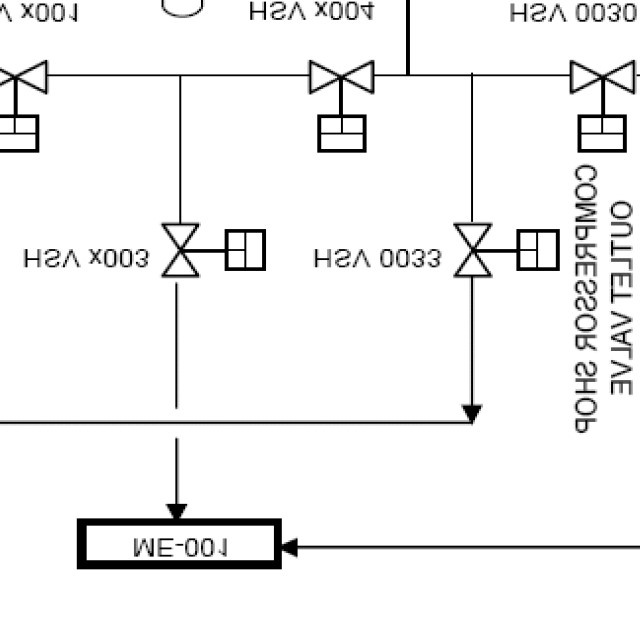 V x001
HSV x004
HSV 0030
HSV x003
HSV 0033
COMPRESSOR SHOP
OUTLET VALVE
ME-001